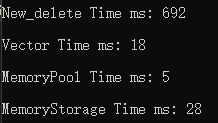 New_delete Time ms: 692
Vector Time ms: 18
MemoryPool Time ms: 5
MemoryStorage Time ms: 28